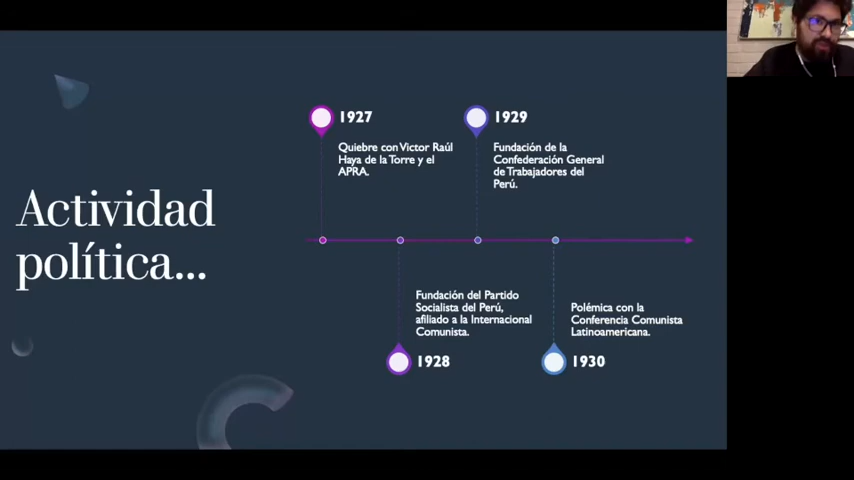 Actividad
política...
1927
Quiebre con Victor Raúl
Haya de la Torre y el
APRA.
1928
Fundación del Partido
Socialista del Perú,
afiliado a la Internacional
Comunista.
1929
Fundación de la
Confederación General
de Trabajadores del
Perú.
1930
Polémica con la
Conferencia Comunista
Latinoamericana.